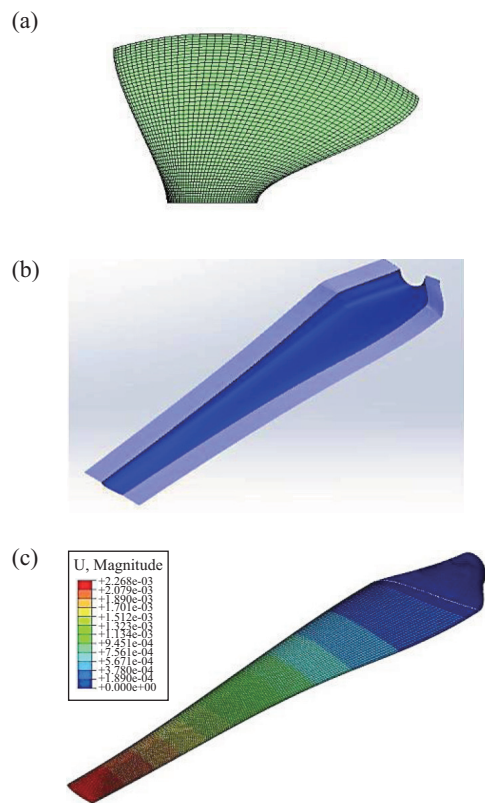 (a)
(b)
(c)
U, Magnitude
+2.268e-03
+2.079e-03
+1.890e-03
+1.701e-03
+1.512e-03
+1.323e-03
+1.134e-03
+9.451e-04
+7.561e-04
+5.671e-04
+3.780e-04
+1.890e-04
+0.000e+00